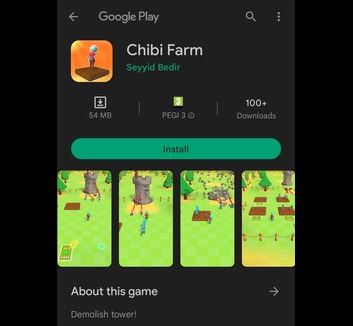 Google Play
Chibi Farm
Seyyid Bedir
54 MB
3
PEGI 3
100+
Downloads
Install
About this game
Demolish tower!